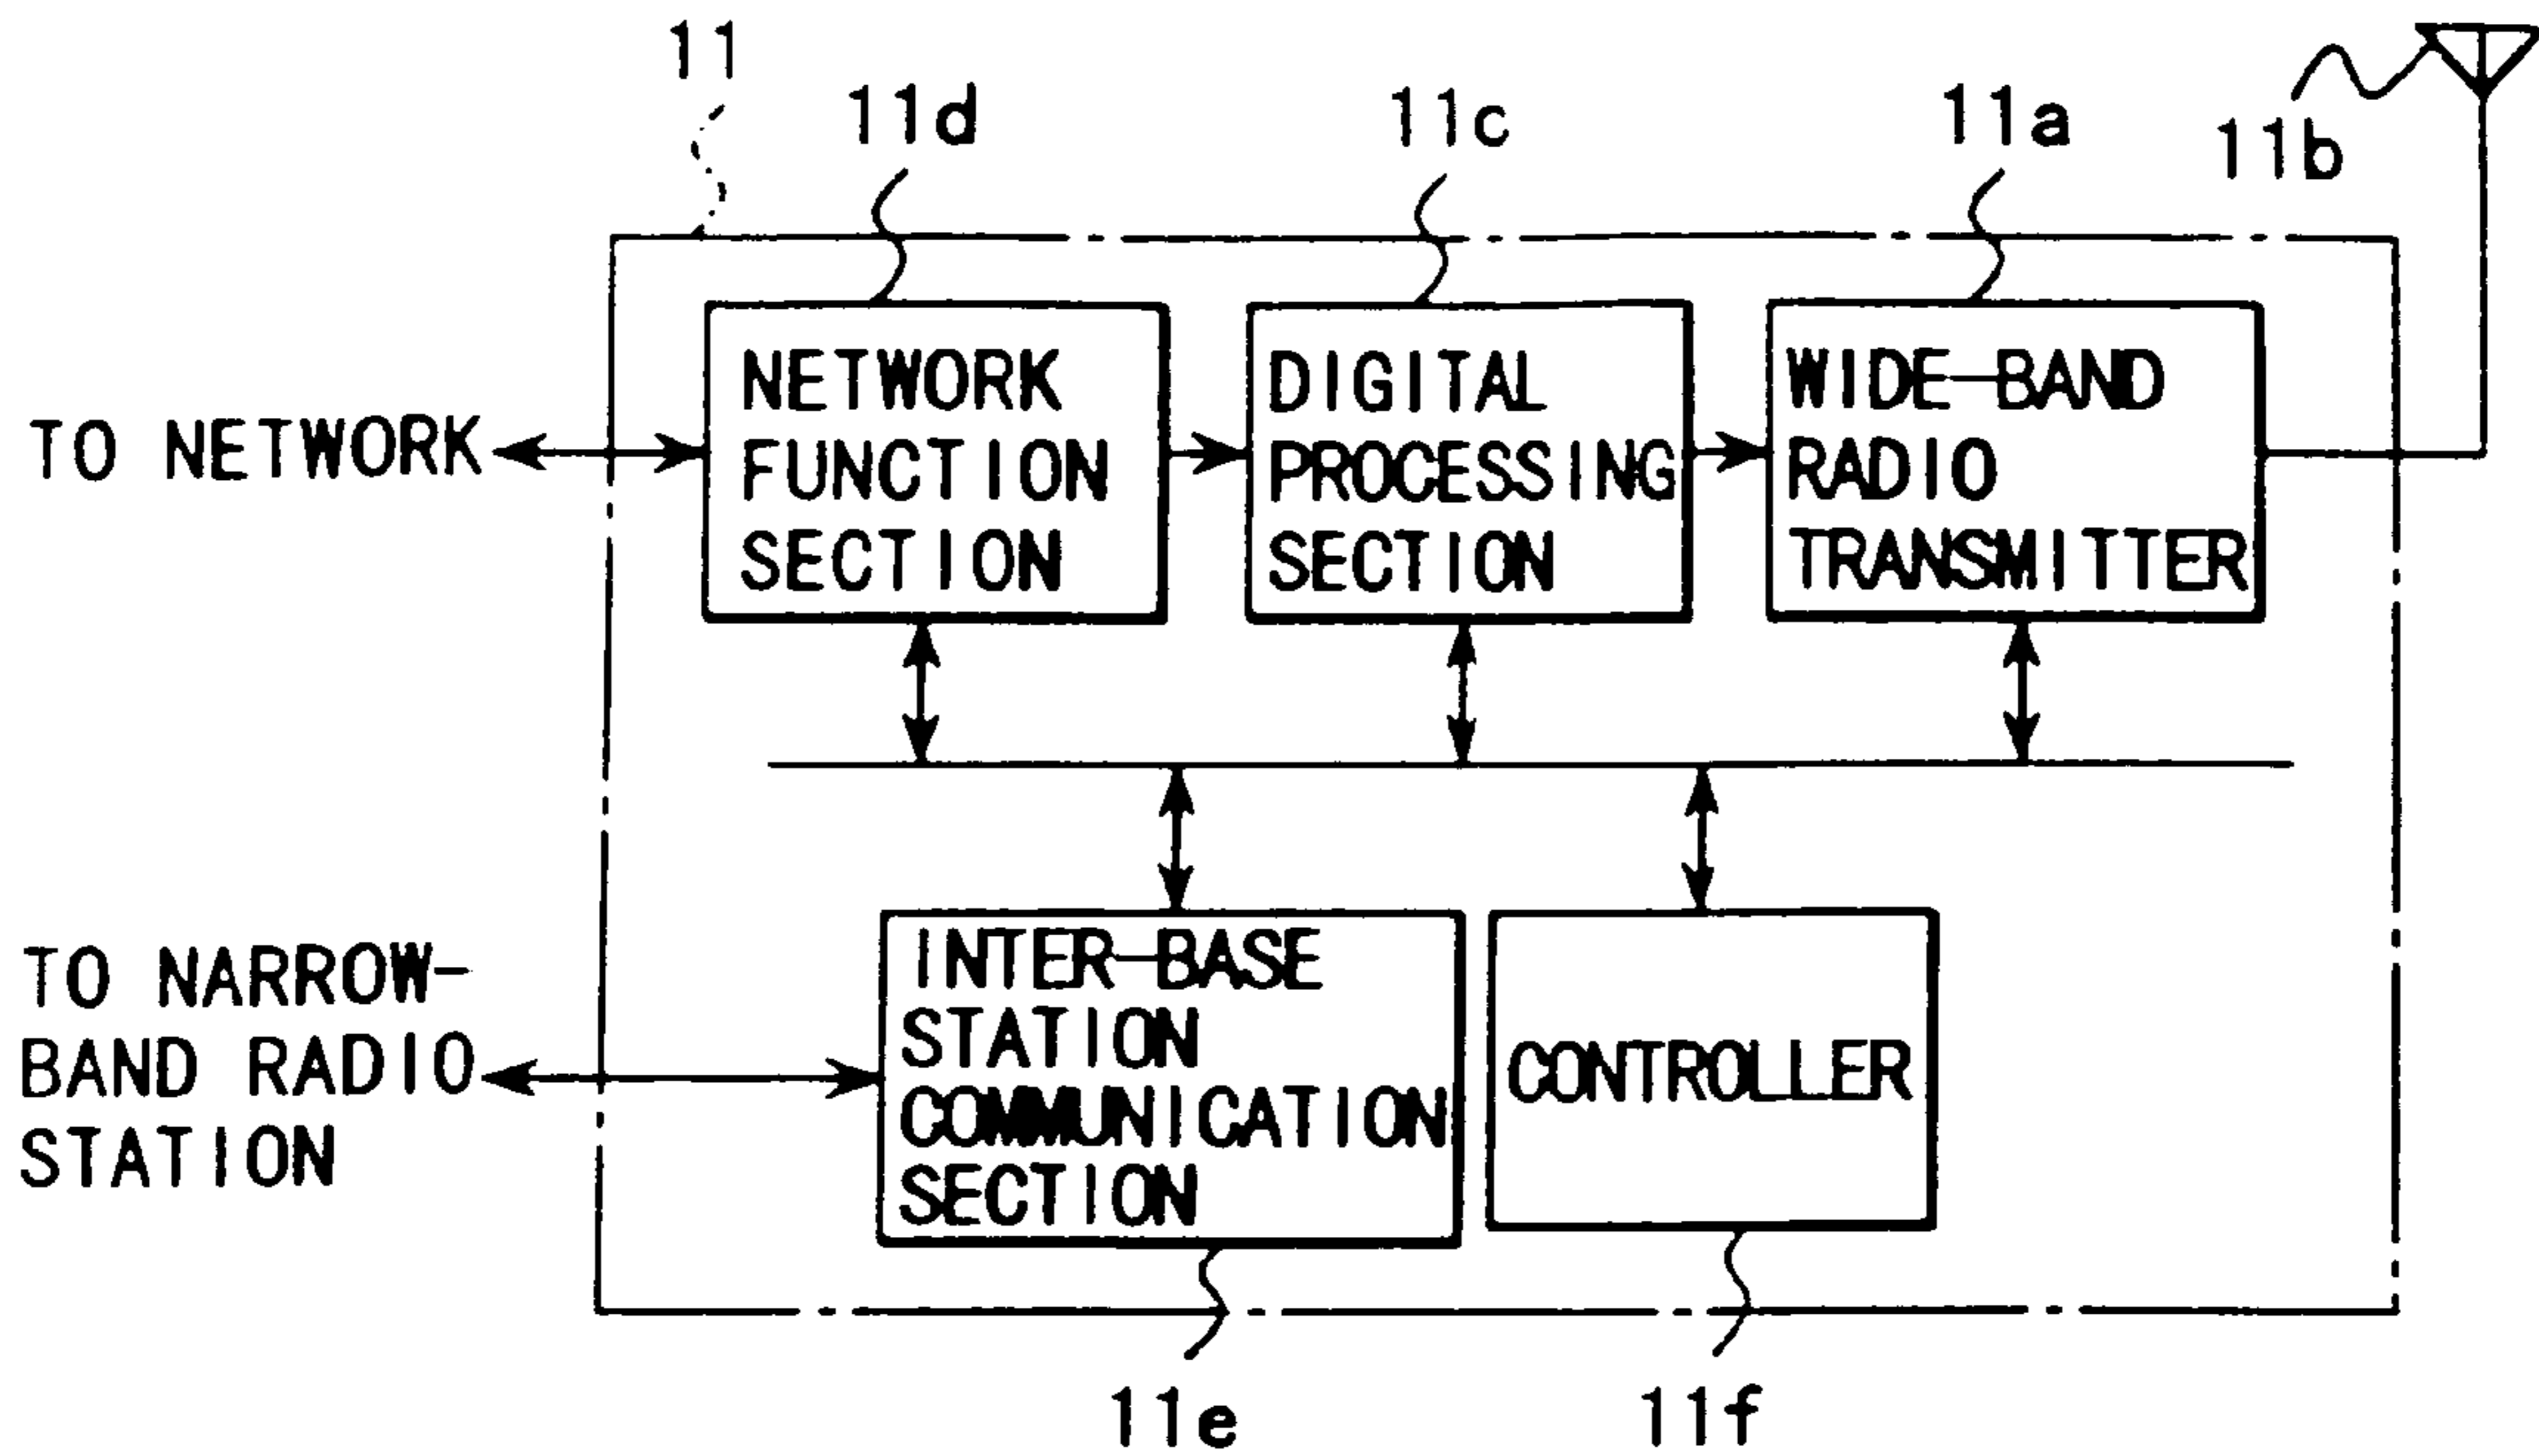 11
11d
11c
11a
11b
TO NETWORK
NETWORK
FUNCTION
SECTION
DIGITAL
PROCESSING
SECTION
WIDE-BAND
RADIO
TRANSMITTER
TO NARROW-
BAND RADIO
STATION
INTER-BASE
STATION
COMMUNICATION
SECTION
CONTROLLER
11e
11f